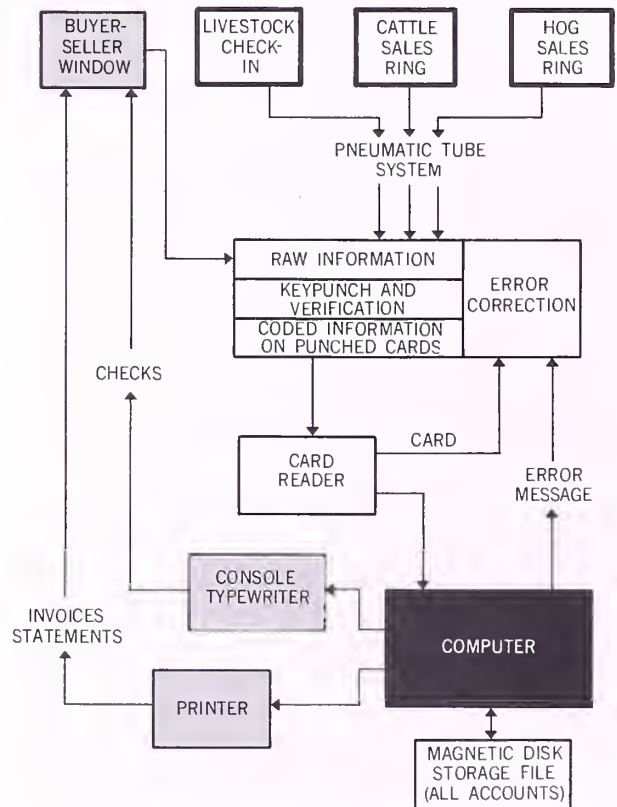 BUYER-
SELLER
WINDOW
LIVESTOCK
CHECK-
IN
CATTLE
SALES
RING
HOG
SALES
RING
PNEUMATIC TUBE
SYSTEM
RAW INFORMATION
KEYPUNCH AND
VERIFICATION
CODED INFORMATION
ON PUNCHED CARDS
ERROR
CORRECTION
CHECKS
CARD
READER
CARD
ERROR
MESSAGE
CONSOLE
TYPEWRITER
INVOICES
STATEMENTS
COMPUTER
PRINTER
MAGNETIC DISK
STORAGE FILE
(ALL ACCOUNTS)